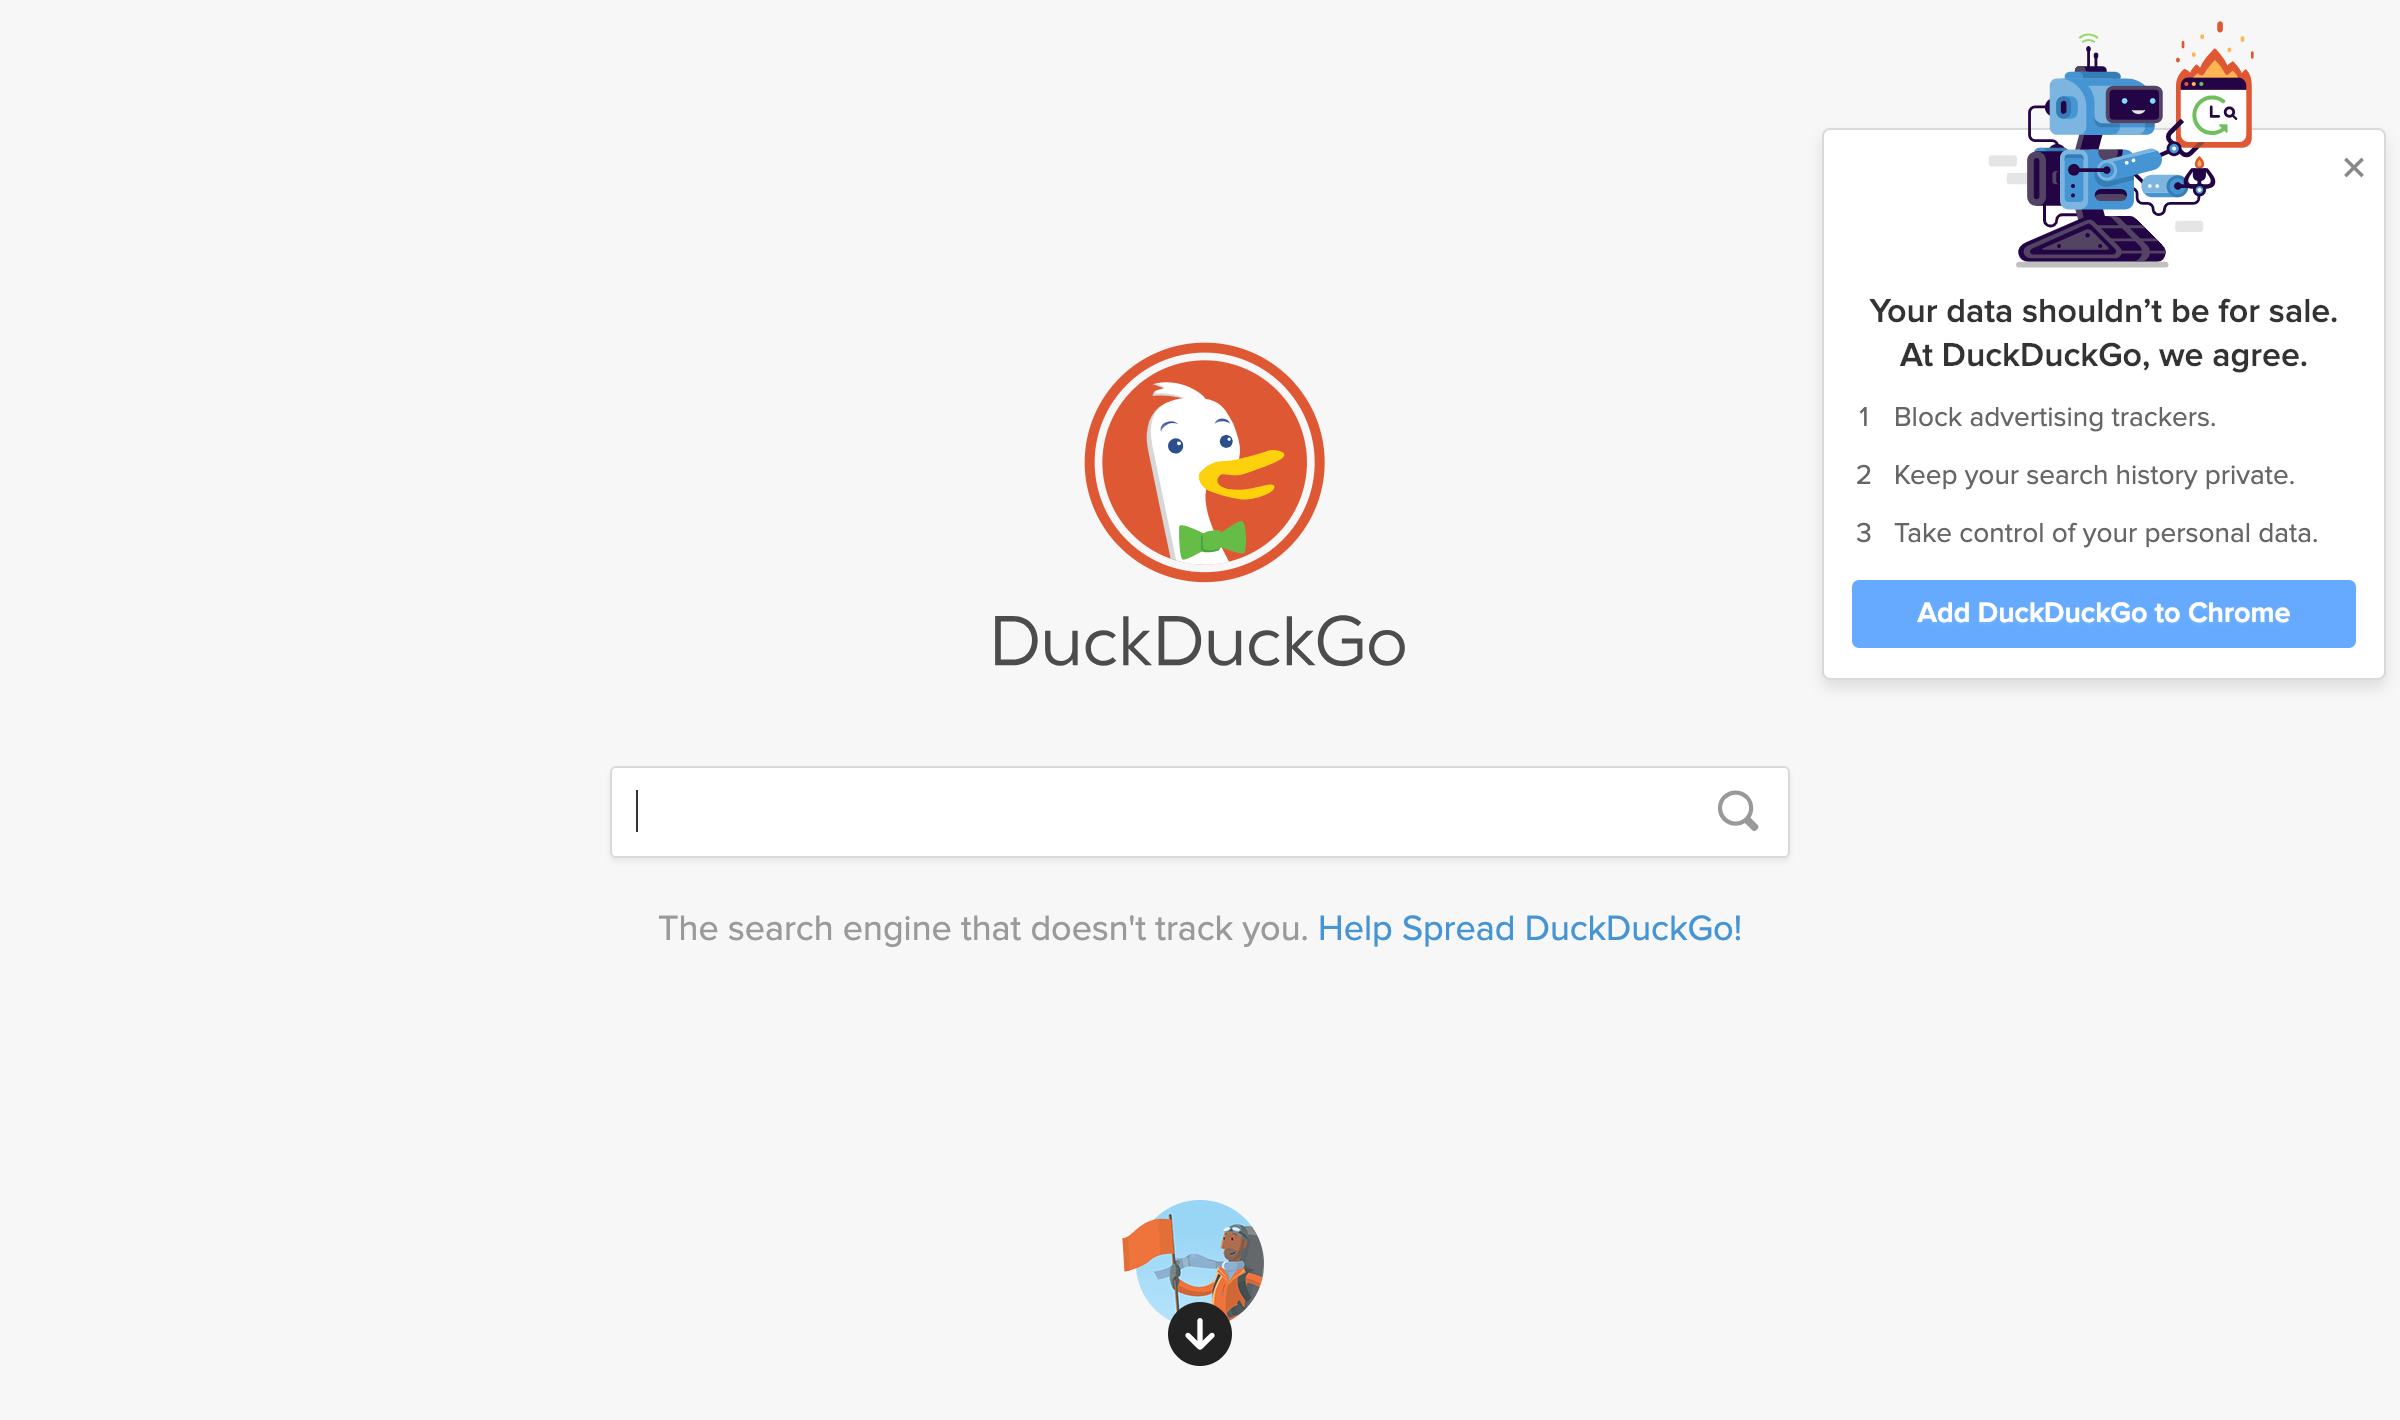 Your data shouldn’t be for sale.
At DuckDuckGo, we agree.
1 Block advertising trackers.
2 Keep your search history private.
3 Take control of your personal data.
Add DuckDuckGo to Chrome
DuckDuckGo
The search engine that doesn't track you. Help Spread DuckDuckGo!